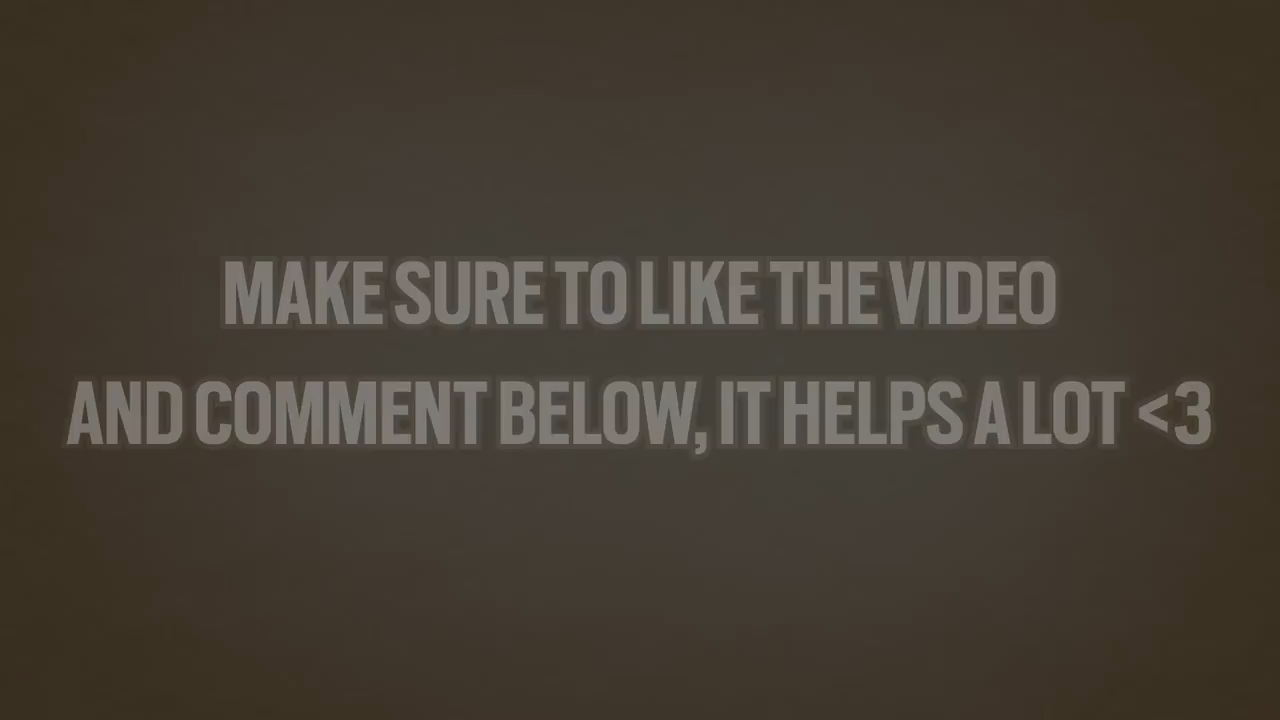 MAKE SURE TO LIKE THE VIDEO
AND COMMENT BELOW, IT HELPS A LOT <3